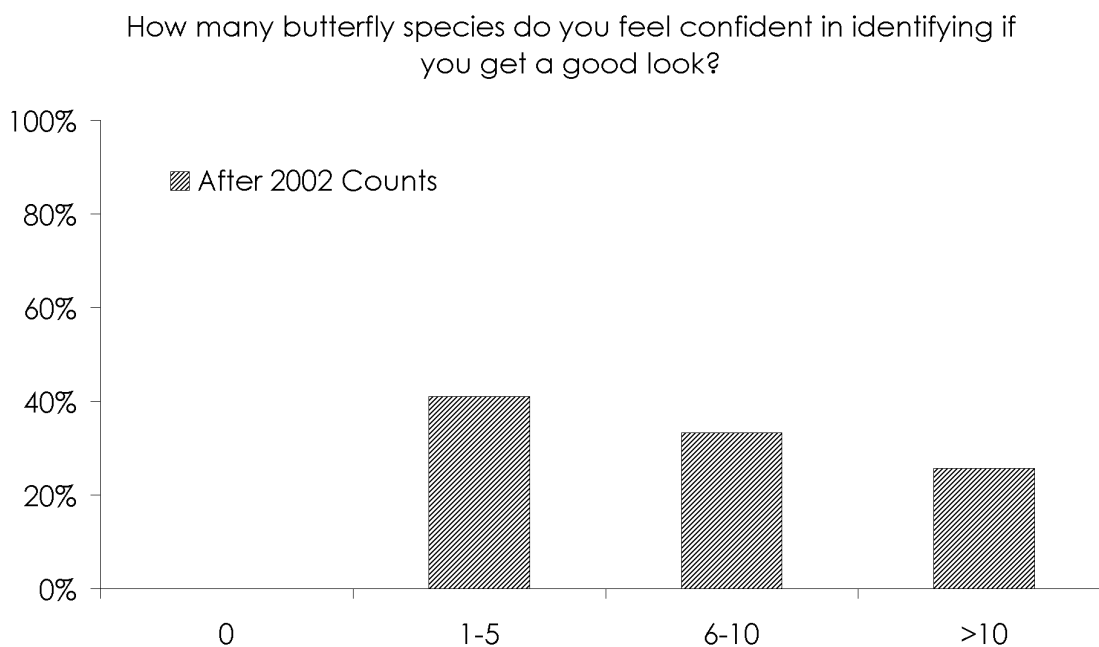 How many butterfly species do you feel confident in identifying if
you get a good look?
100%
After 2002 Counts
80%
60%
40%
20%
0%
0 1-5 6-10 >10